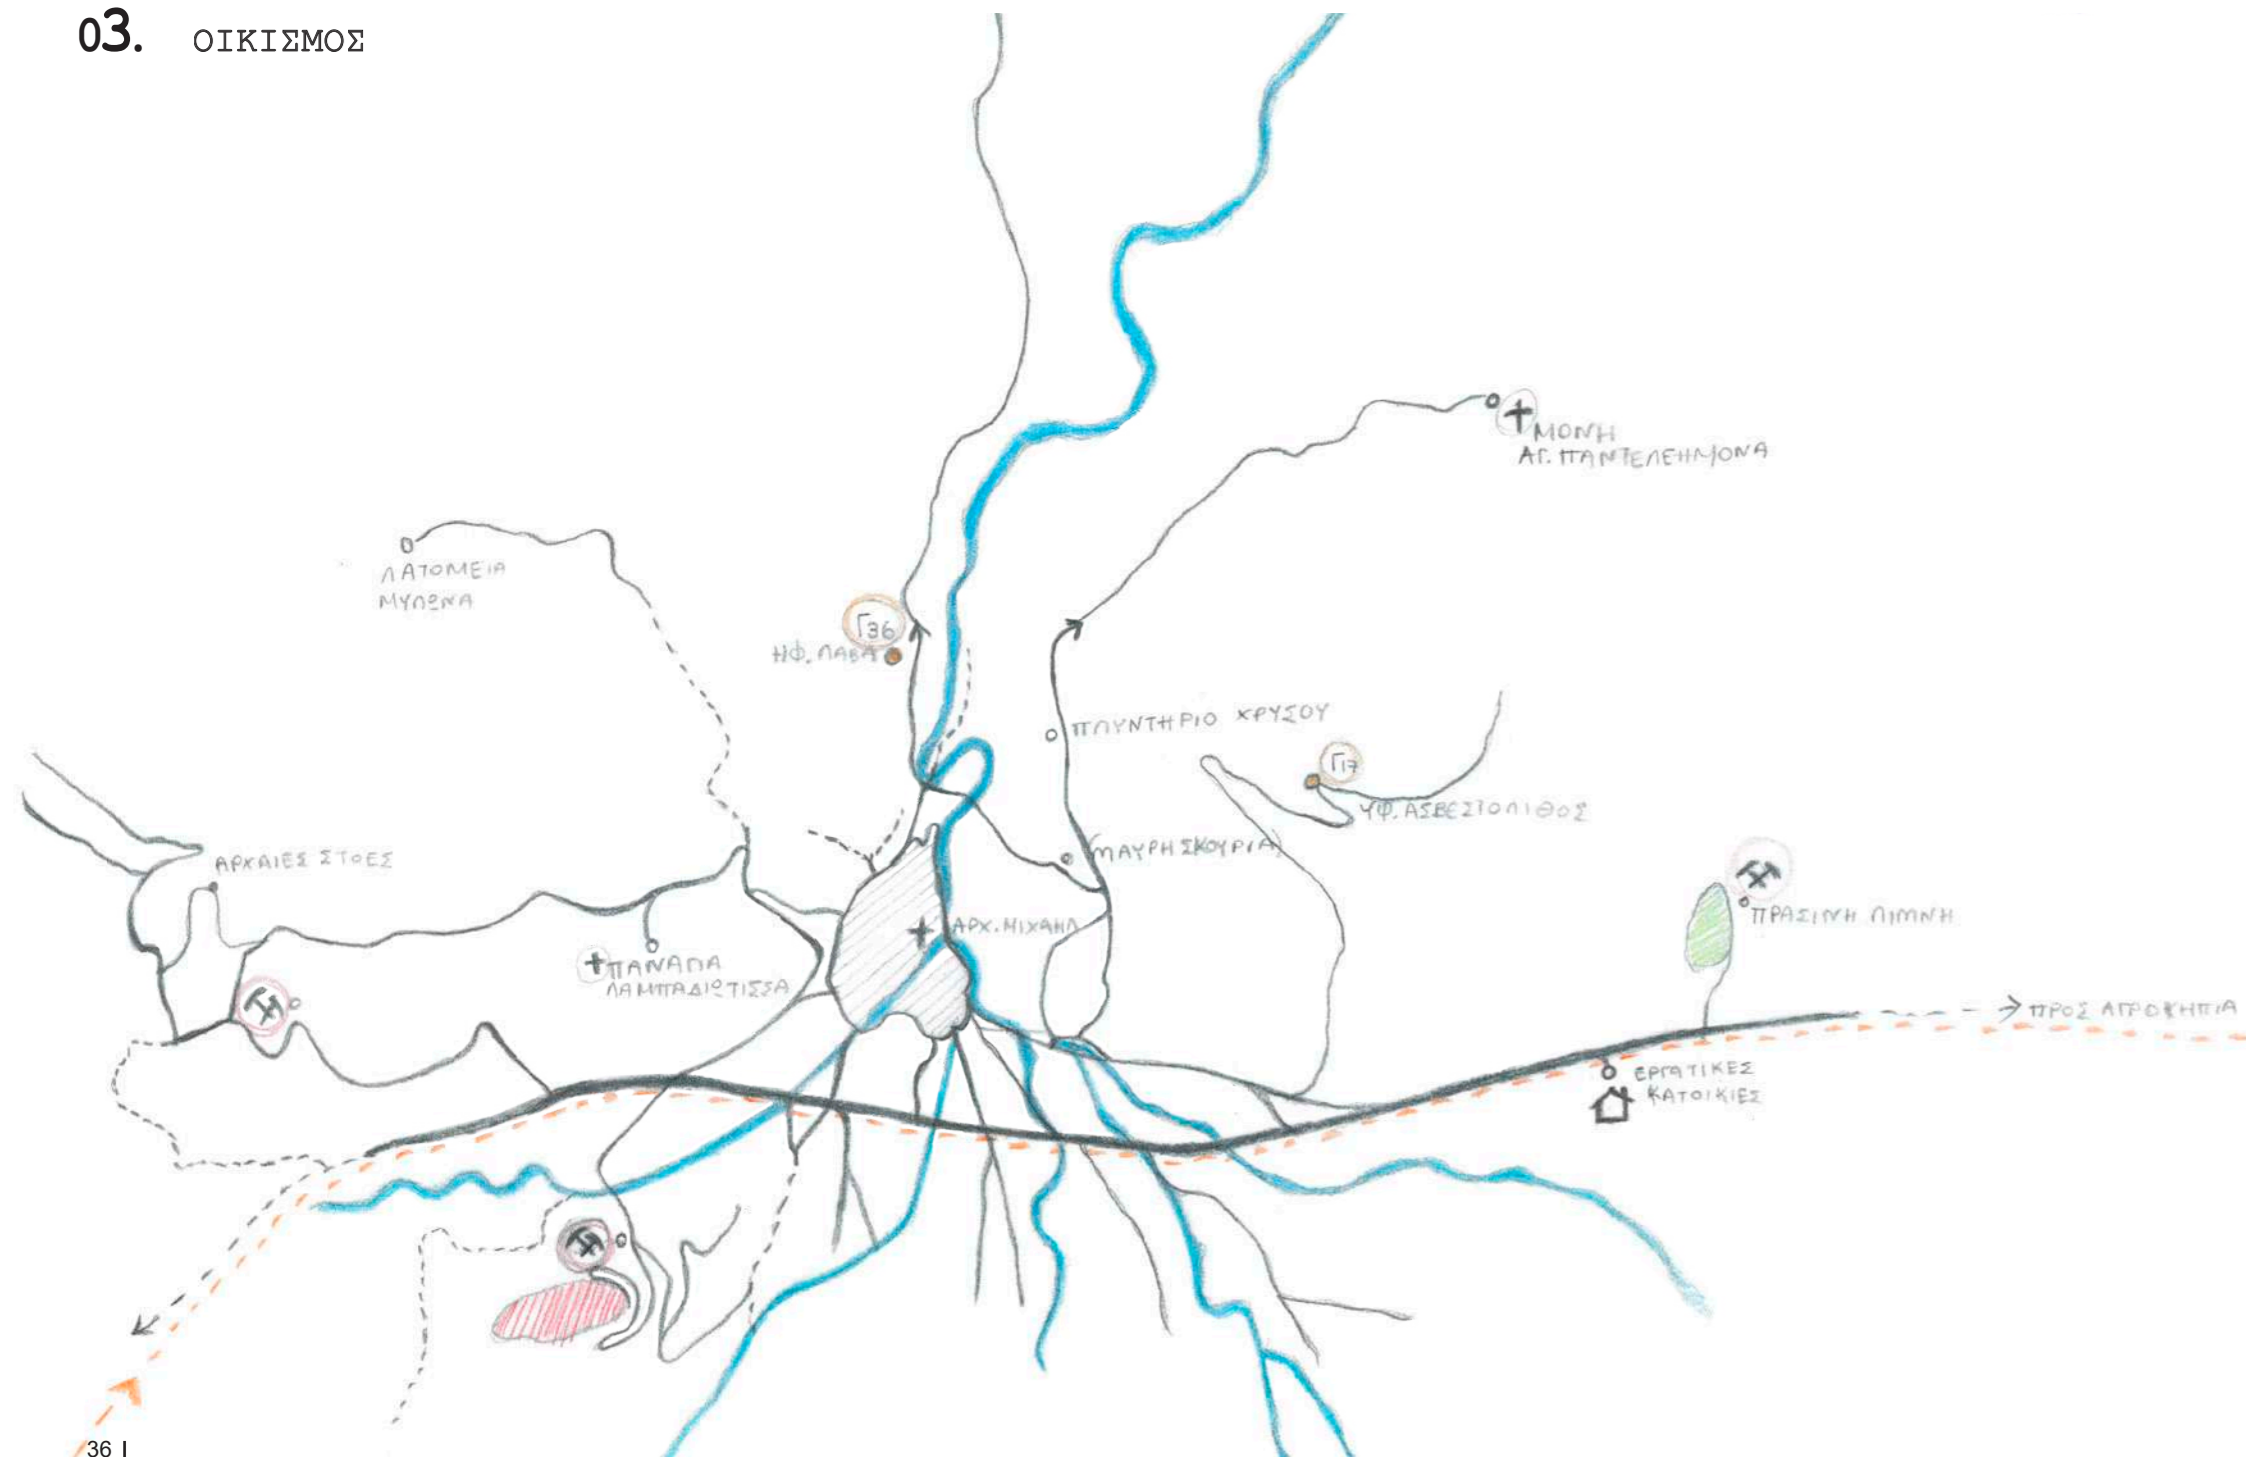 03. ΟΙΚΙΣΜΟΣ
ΜΟΝΗ
ΑΓ. ΠΑΝΤΕΛΕΗΜΟΝΑ
ΛΑΤΟΜΕΙΑ
ΜΥΛΩΝΑ
Γ36
ΗΦ. ΛΑΒΑ
ΠΛΥΝΤΗΡΙΟ ΧΡΥΣΟΥ
Γ17
ΥΦ. ΑΣΒΕΣΤΟΛΙΘΟΣ
(ΜΑΥΡΗ ΣΚΟΥΡΙΑ)
ΑΡΧΑΙΕΣ ΣΤΟΕΣ
ΑΡΧ. ΜΙΧΑΗΛ
ΠΡΑΣΙΝΗ ΛΙΜΝΗ
ΠΑΝΑΓΙΑ
ΛΑΜΠΑΔΙΩΤΙΣΣΑ
ΠΡΟΣ ΑΓΡΟΚΗΠΙΑ
ΕΡΓΑΤΙΚΕΣ
ΚΑΤΟΙΚΙΕΣ
36 |